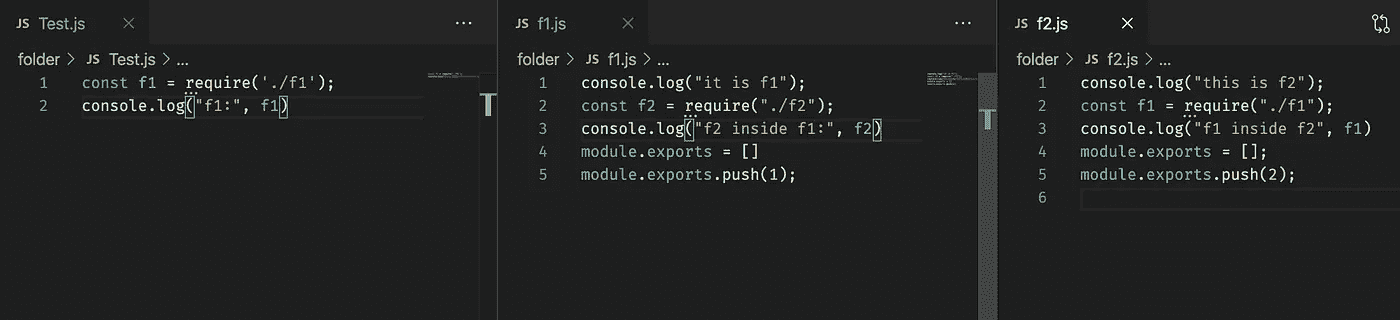 JS Test.js × ...
folder > JS Test.js > ...
1 const f1 = require('./f1');
2 console.log("f1:", f1)
JS f1.js × ...
folder > JS f1.js > ...
1 console.log("it is f1");
2 const f2 = require("./f2");
3 console.log("f2 inside f1:", f2)
4 module.exports = []
5 module.exports.push(1);
JS f2.js ×
folder > JS f2.js > ...
1 console.log("this is f2");
2 const f1 = require("./f1");
3 console.log("f1 inside f2", f1)
4 module.exports = [];
5 module.exports.push(2);
6